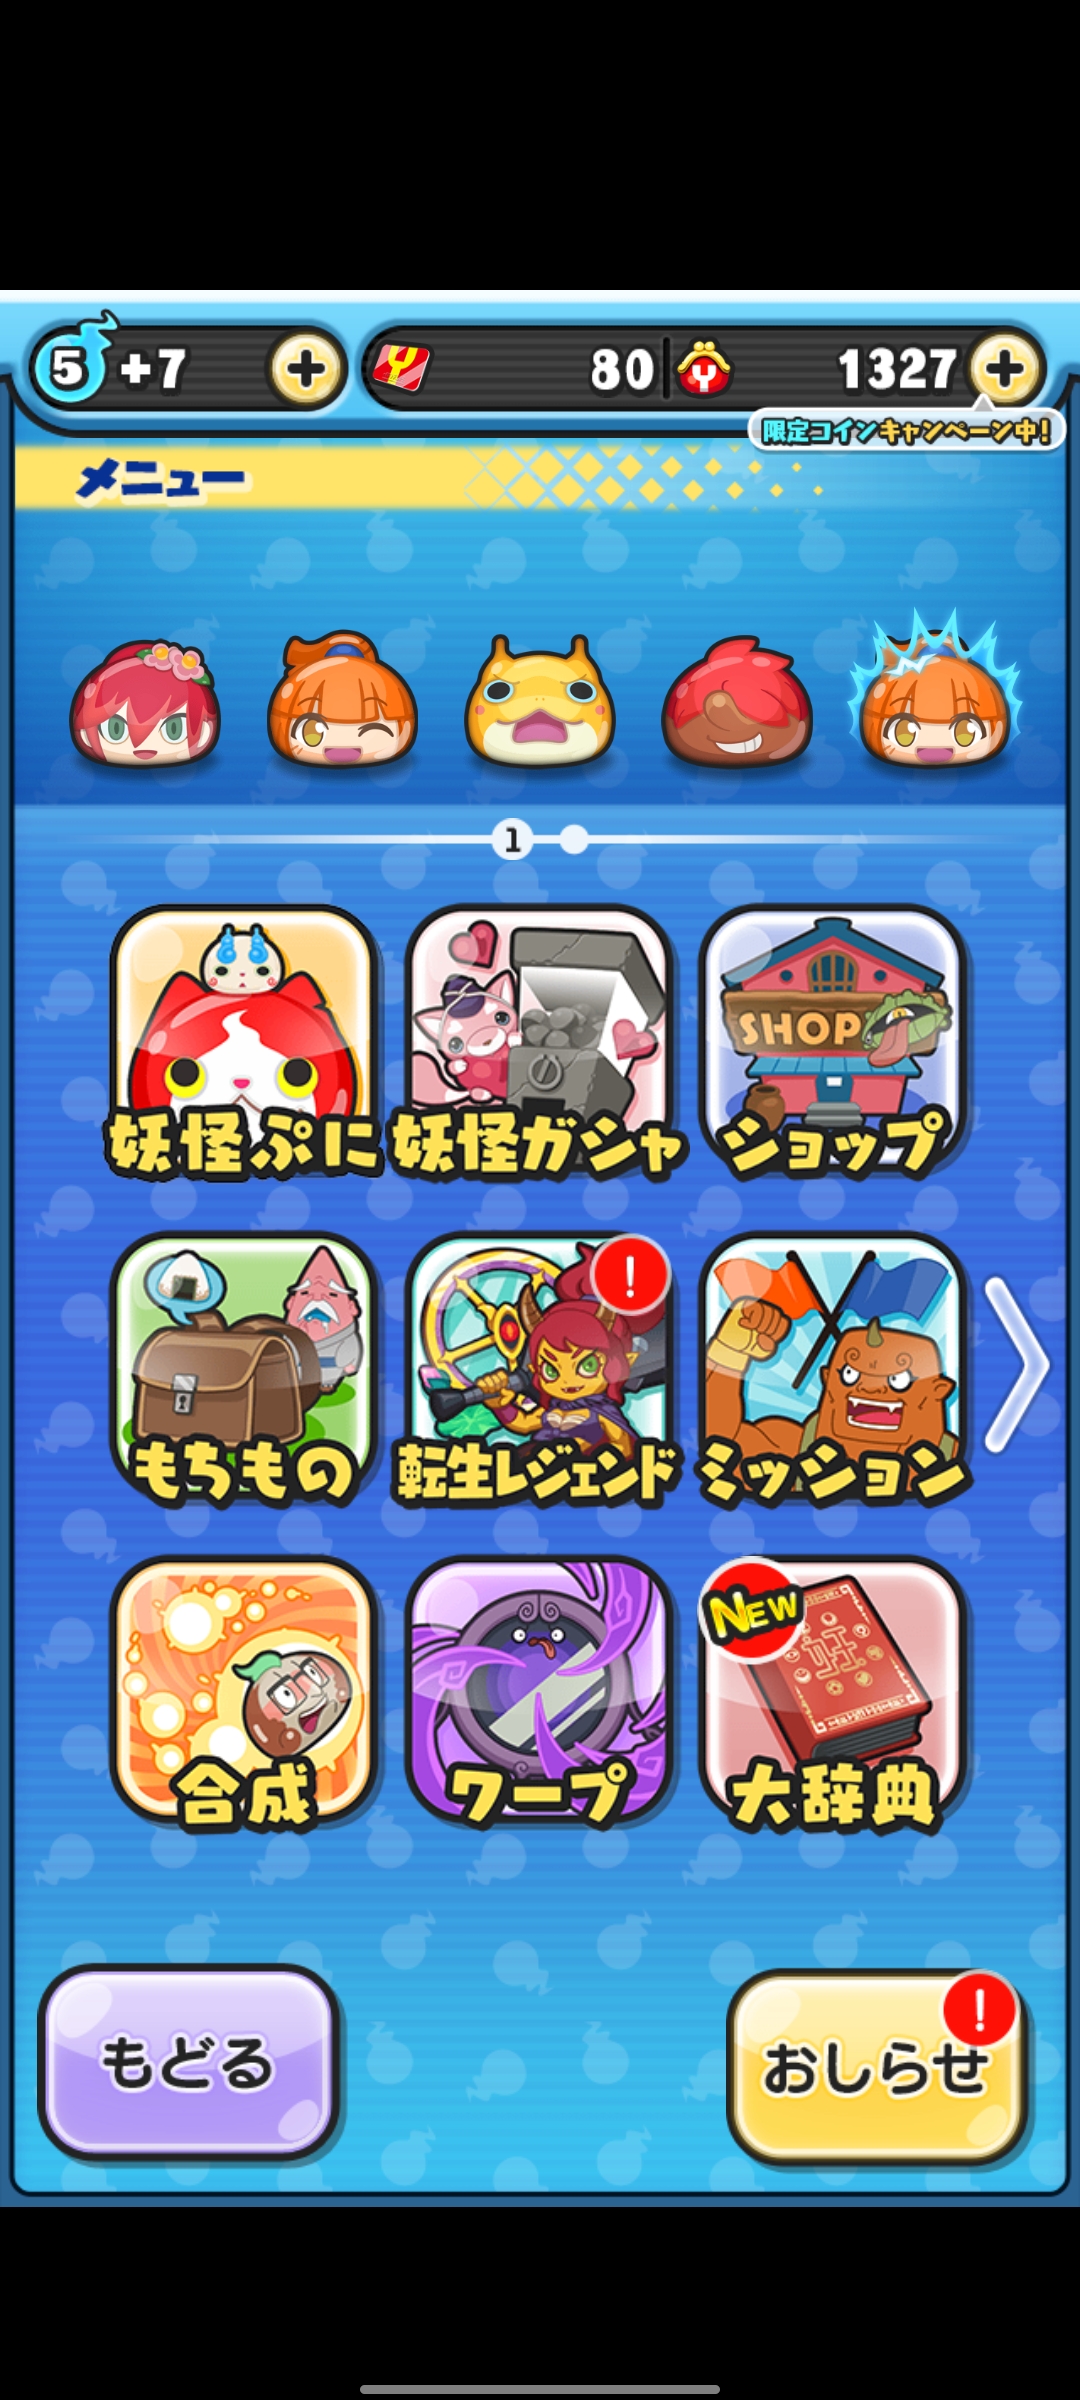 5 +7 80 1327
限定コインキャンペーン中!
メニュー
1
SHOP
妖怪ぷに 妖怪ガシャ ショップ
!
もちもの 転生レジェンド ミッション
NEW
合成 ワープ 大辞典
!
もどる おしらせ